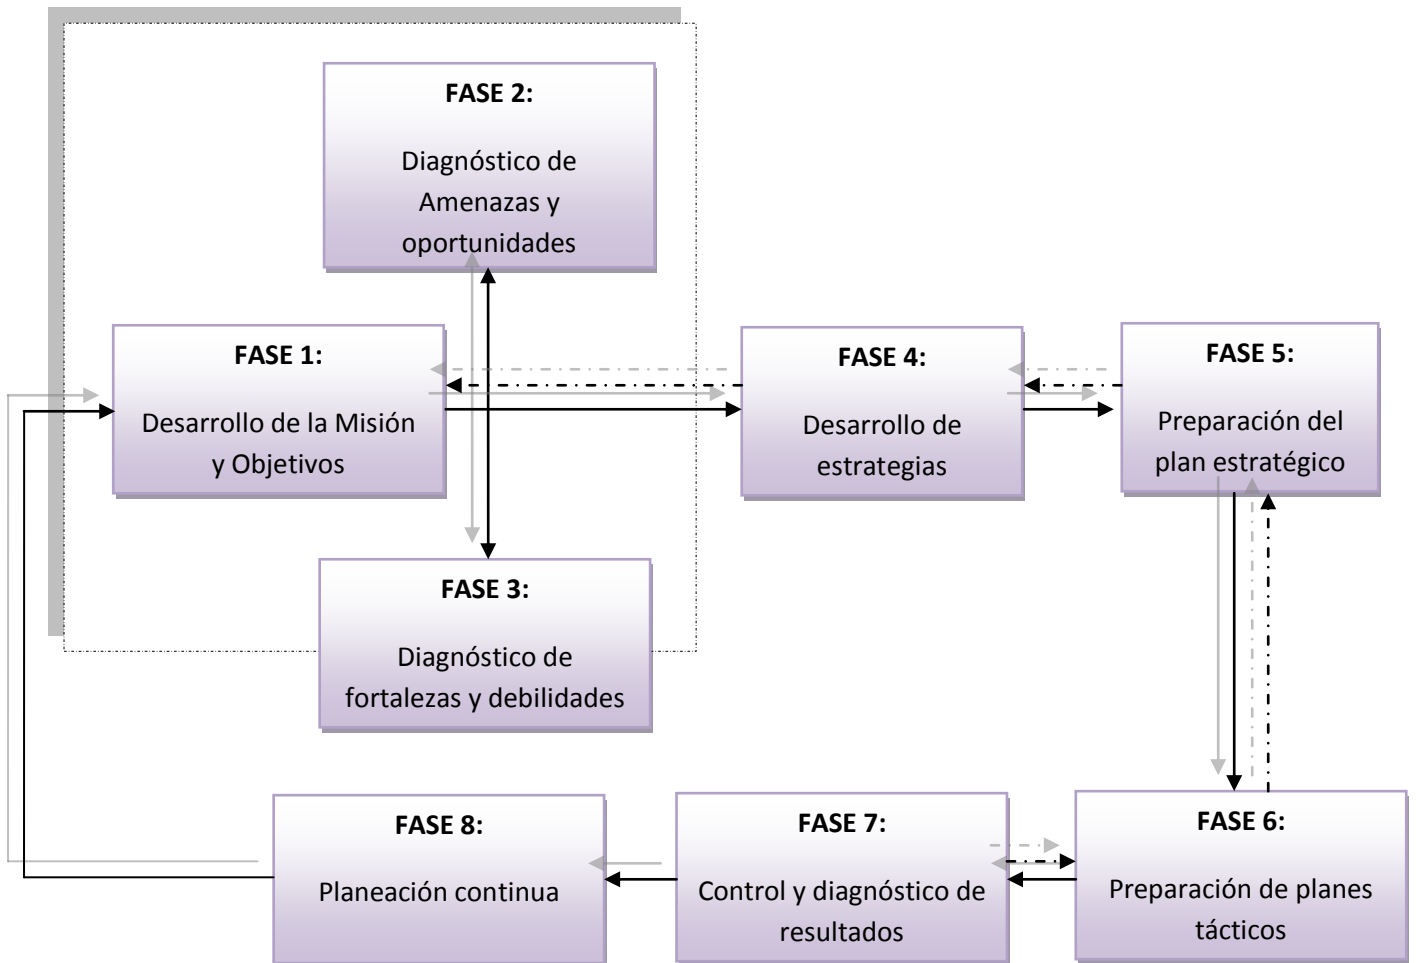 FASE 2:
Diagnóstico de
Amenazas y
oportunidades
FASE 1:
Desarrollo de la Misión
y Objetivos
FASE 4:
Desarrollo de
estrategias
FASE 5:
Preparación del
plan estratégico
FASE 3:
Diagnóstico de
fortalezas y debilidades
FASE 8:
Planeación continua
FASE 7:
Control y diagnóstico de
resultados
FASE 6:
Preparación de planes
tácticos